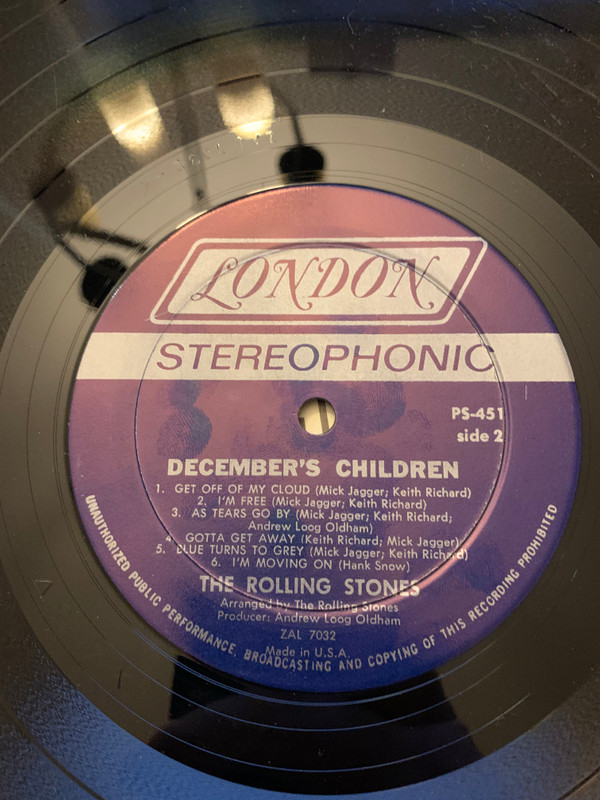 LONDON
STEREOPHONIC
PS-451
side 2
DECEMBER'S CHILDREN
1. GET OFF OF MY CLOUD (Mick Jagger; Keith Richard)
2. I'M FREE (Mick Jagger; Keith Richard)
3. AS TEARS GO BY (Mick Jagger; Keith Richard;
Andrew Loog Oldham)
4. GOTTA GET AWAY (Keith Richard; Mick Jagger)
5. BLUE TURNS TO GREY (Mick Jagger; Keith Richard)
6. I'M MOVING ON (Hank Snow)
THE ROLLING STONES
Arranged by The Rolling Stones
Producer: Andrew Loog Oldham
ZAL 7032
Made in U.S.A.
UNAUTHORIZED PUBLIC PERFORMANCE, BROADCASTING AND COPYING OF THIS RECORDING PROHIBITED